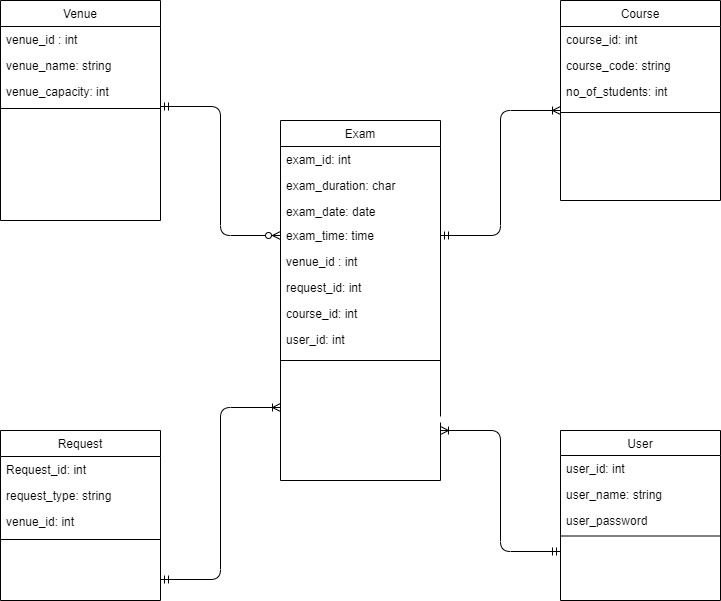 Venue
venue_id : int
venue_name: string
venue_capacity: int
Course
course_id: int
course_code: string
no_of_students: int
Exam
exam_id: int
exam_duration: char
exam_date: date
exam_time: time
venue_id : int
request_id: int
course_id: int
user_id: int
Request
Request_id: int
request_type: string
venue_id: int
User
user_id: int
user_name: string
user_password